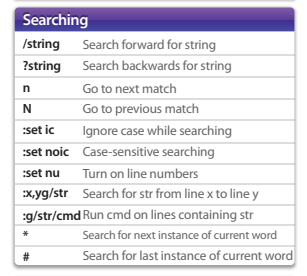 Searching
/string Search forward for string
?string Search backwards for string
n Go to next match
N Go to previous match
:set ic Ignore case while searching
:set noic Case-sensitive searching
:set nu Turn on line numbers
:x,yg/str Search for str from line x to line y
:g/str/cmd Run cmd on lines containing str
* Search for next instance of current word
# Search for last instance of current word